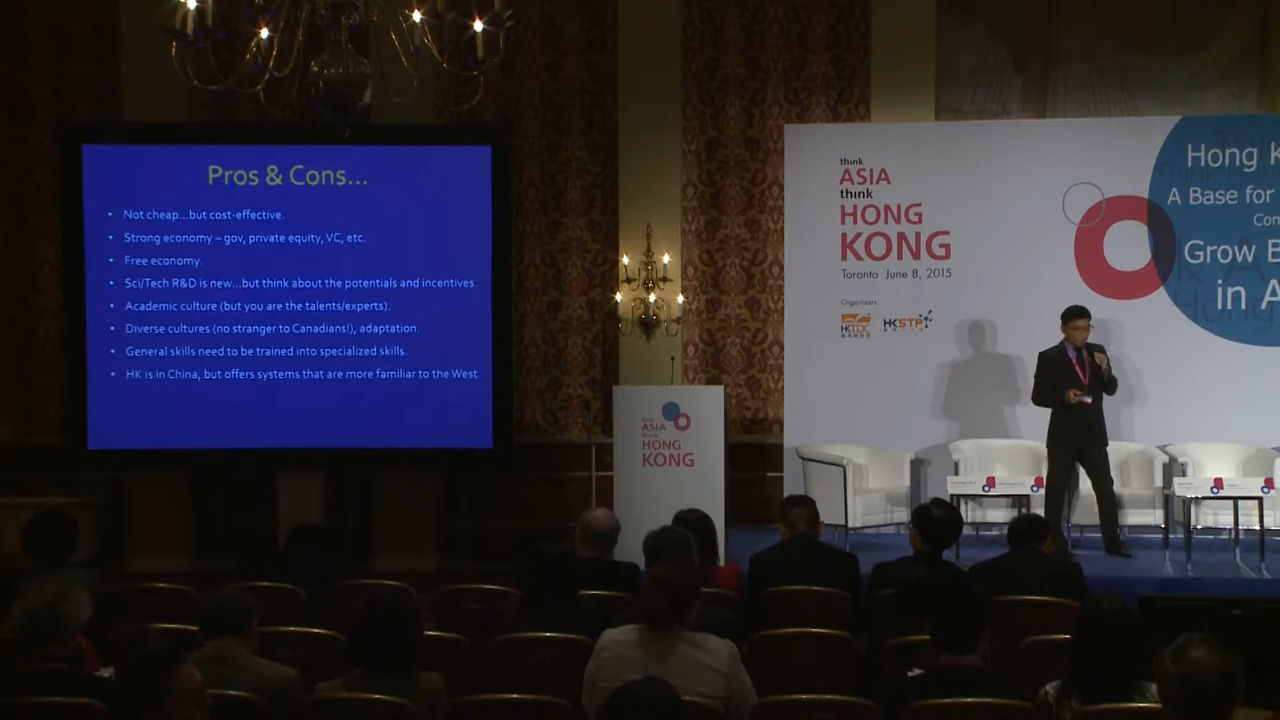 Pros & Cons...
• Not cheap...but cost-effective.
• Strong economy – gov, private equity, VC, etc.
• Free economy.
• Sci/Tech R&D is new...but think about the potentials and incentives.
• Academic culture (but you are the talents/experts).
• Diverse cultures (no stranger to Canadians!), adaptation.
• General skills need to be trained into specialized skills.
• HK is in China, but offers systems that are more familiar to the West
think
ASIA
think
HONG
KONG
Toronto June 8, 2015
Organizers
HKTDC
HKSTP
Hong K
A Base for
Com
Grow B
in A
think
ASIA
think
HONG
KONG